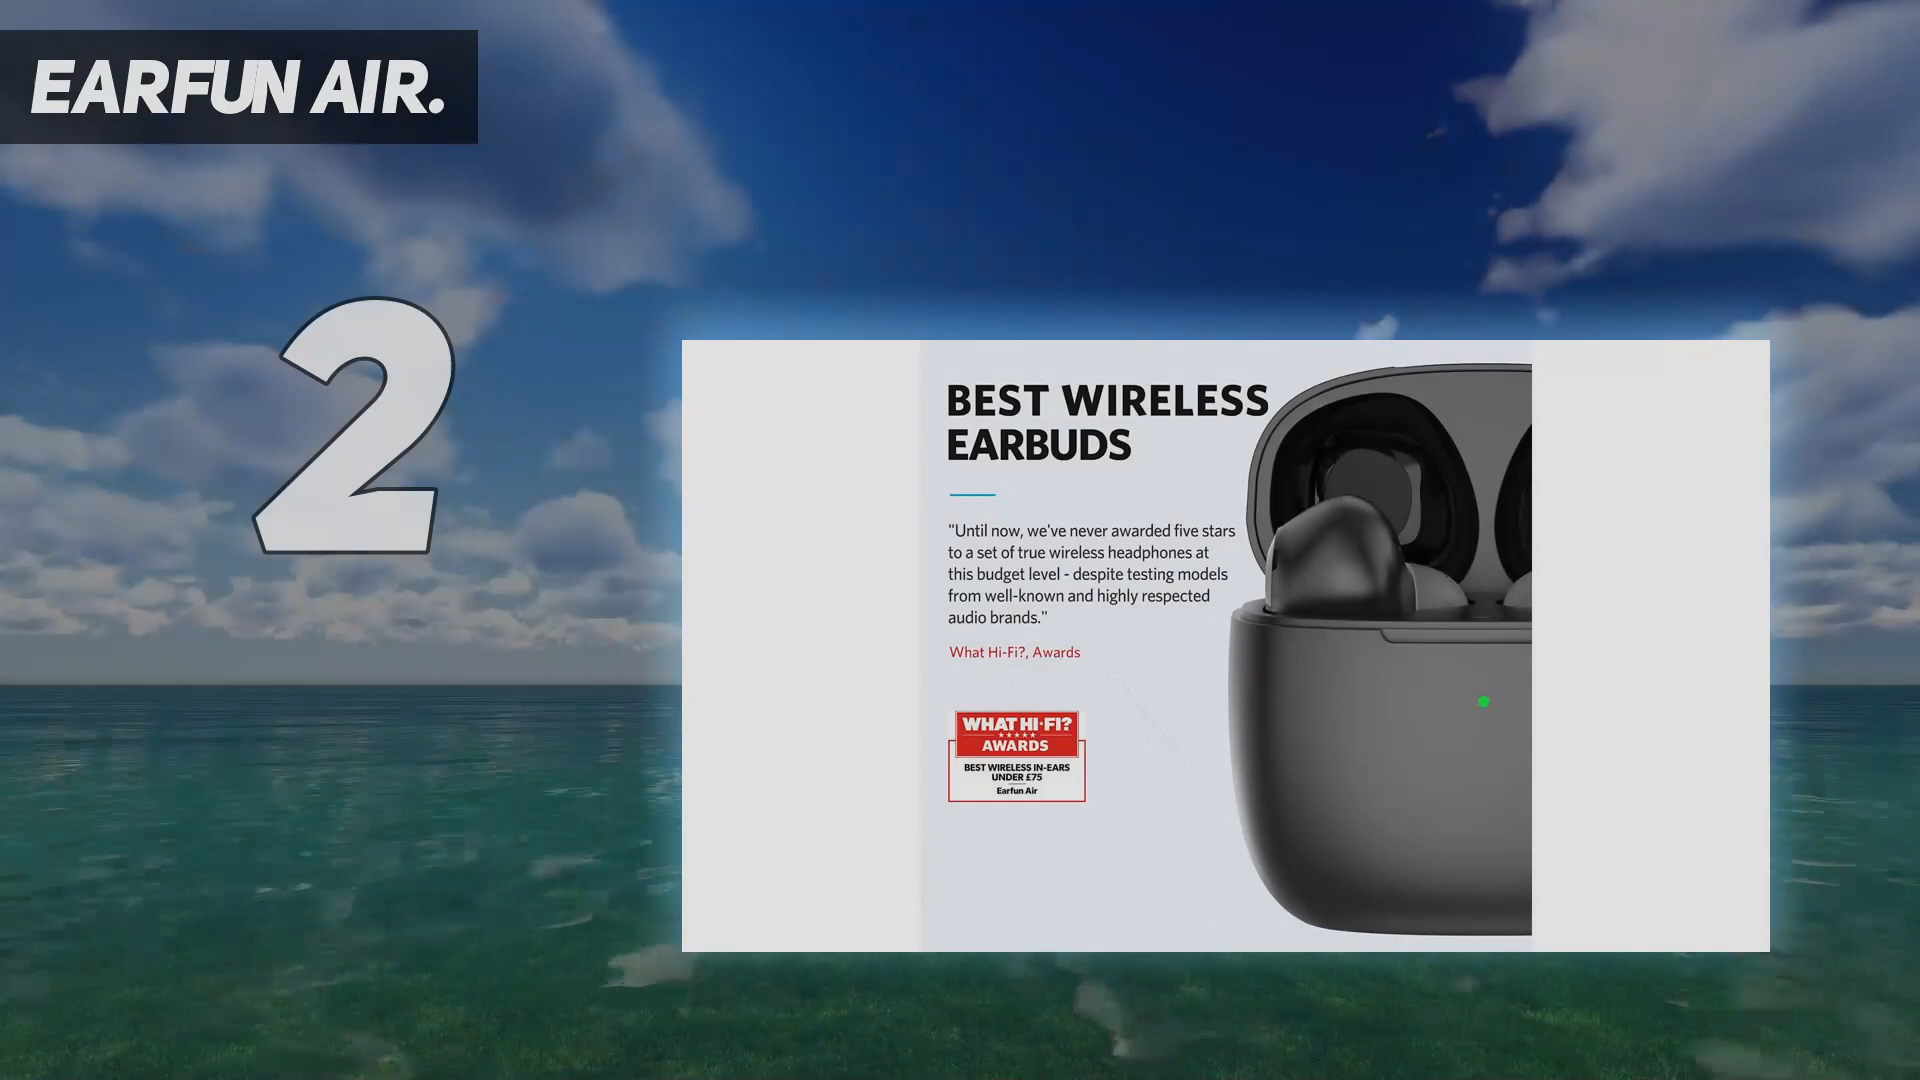 EARFUN AIR.
2
BEST WIRELESS
EARBUDS
"Until now, we've never awarded five stars
to a set of true wireless headphones at
this budget level - despite testing models
from well-known and highly respected
audio brands."
What Hi-Fi?, Awards
WHAT HI-FI?
AWARDS
BEST WIRELESS IN-EARS
UNDER £75
Earfun Air